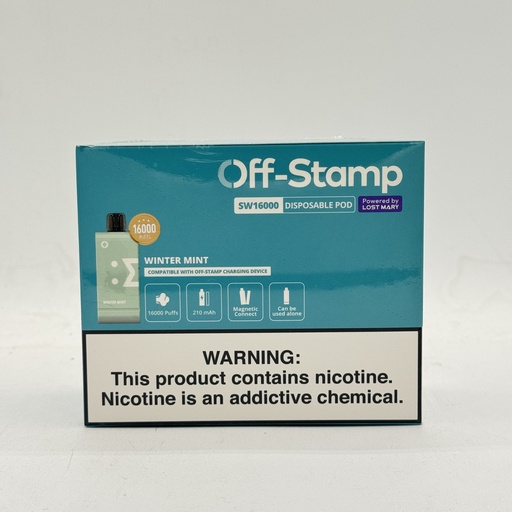 Off-Stamp
SW16000 DISPOSABLE POD
Powered by
LOST MARY
16000
WINTER MINT
COMPATIBLE WITH OFF-STAMP CHARGING DEVICE
16000 Puffs
210 mAh
Magnetic
Connect
Can be
used alone
WARNING:
This product contains nicotine.
Nicotine is an addictive chemical.